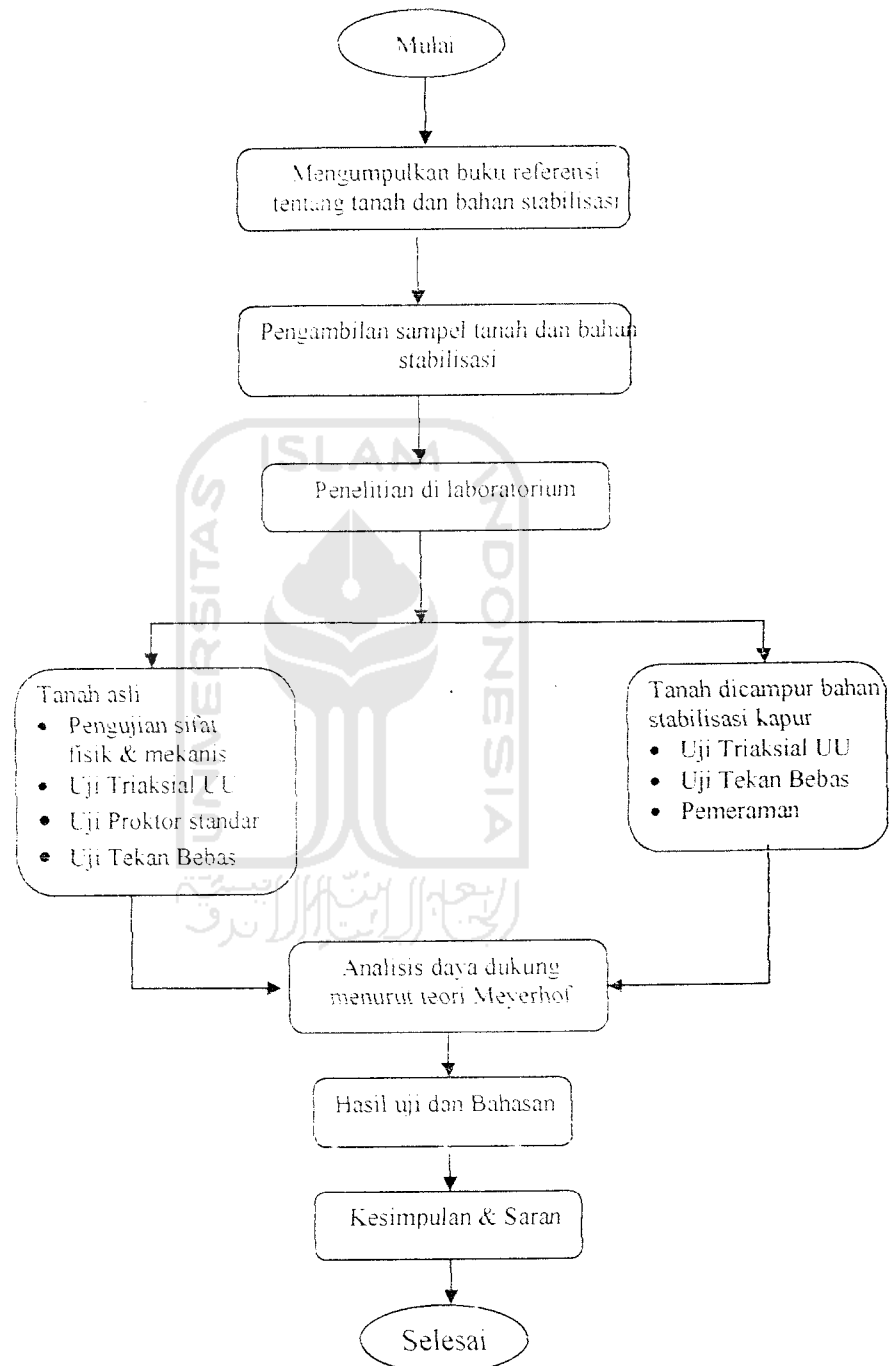 Mulai
Mengumpulkan buku referensi
tentang tanah dan bahan stabilisasi
Pengambilan sampel tanah dan bahan
stabilisasi
Penelitian di laboratorium
UNIVERSITAS
ISLAM
INDONESIA
Tanah asli
• Pengujian sifat
fisik & mekanis
• Uji Triaksial UU
• Uji Proktor standar
• Uji Tekan Bebas
Tanah dicampur bahan
stabilisasi kapur
• Uji Triaksial UU
• Uji Tekan Bebas
• Pemeraman
Analisis daya dukung
menurut teori Meyerhof
Hasil uji dan Bahasan
Kesimpulan & Saran
Selesai